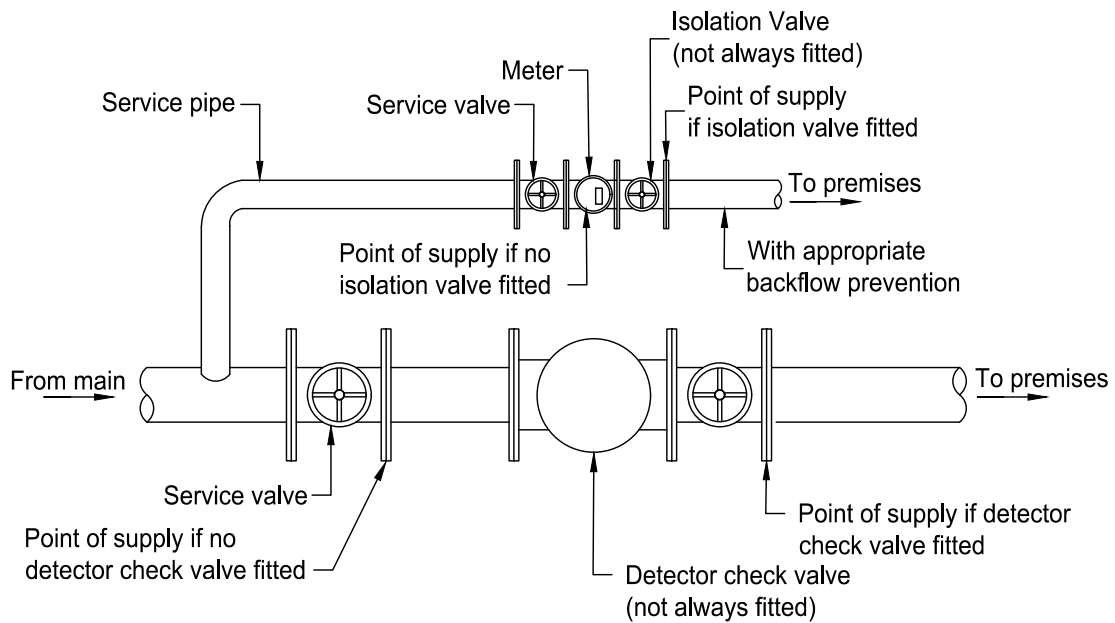 Isolation Valve
(not always fitted)
Meter
Service pipe
Service valve
Point of supply
if isolation valve fitted
To premises
Point of supply if no
isolation valve fitted
With appropriate
backflow prevention
From main
To premises
Service valve
Point of supply if no
detector check valve fitted
Point of supply if detector
check valve fitted
Detector check valve
(not always fitted)